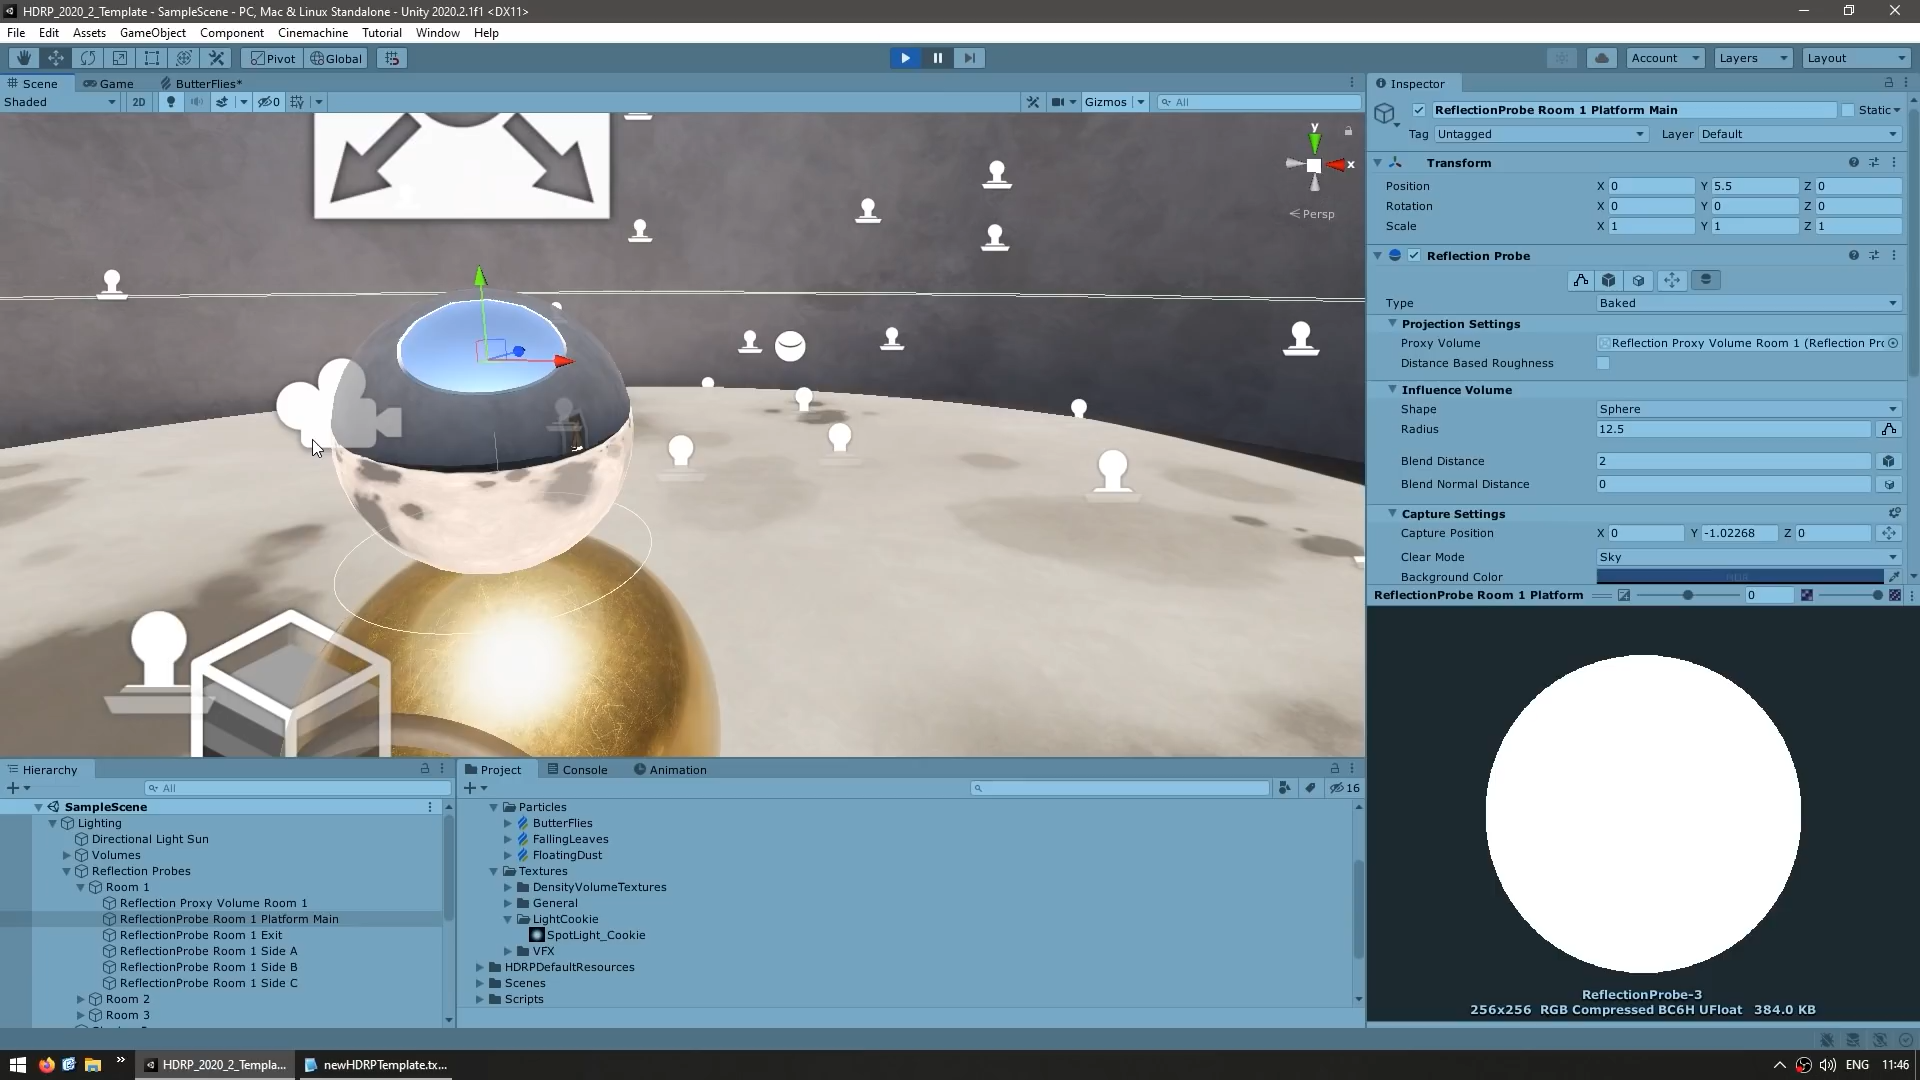 HDRP_2020_2_Template - SampleScene - PC, Mac & Linux Standalone - Unity 2020.2.1f1 <DX11>
File Edit Assets GameObject Component Cinemachine Tutorial Window Help
Pivot Global Account Layers Layout
Scene Game ButterFlies* Inspector
Shaded 2D 0 Gizmos All
ReflectionProbe Room 1 Platform Main Static
Tag Untagged Layer Default
y
x
Persp
Transform
Position X 0 Y 5.5 Z 0
Rotation X 0 Y 0 Z 0
Scale X 1 Y 1 Z 1
Reflection Probe
Type Baked
Projection Settings
Proxy Volume Reflection Proxy Volume Room 1 (Reflection Pro
Distance Based Roughness
Influence Volume
Shape Sphere
Radius 12.5
Blend Distance 2
Blend Normal Distance 0
Capture Settings
Capture Position X 0 Y -1.02268 Z 0
Clear Mode Sky
Background Color HDR
ReflectionProbe Room 1 Platform 0
ReflectionProbe-3
256x256 RGB Compressed BC6H UFloat 384.0 KB
Hierarchy
All
SampleScene
Lighting
Directional Light Sun
Volumes
Reflection Probes
Room 1
Reflection Proxy Volume Room 1
ReflectionProbe Room 1 Platform Main
ReflectionProbe Room 1 Exit
ReflectionProbe Room 1 Side A
ReflectionProbe Room 1 Side B
ReflectionProbe Room 1 Side C
Room 2
Room 3
Project Console Animation
16
Particles
ButterFlies
FallingLeaves
FloatingDust
Textures
DensityVolumeTextures
General
LightCookie
SpotLight_Cookie
VFX
HDRPDefaultResources
Scenes
Scripts
HDRP_2020_2_Templa... newHDRPTemplate.tx... ENG 11:46